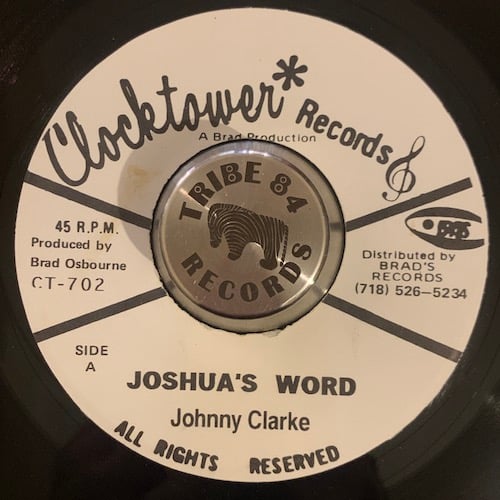 Clocktower* Records
A Brad Production
TRIBE 84
RECORDS
45 R.P.M.
Produced by
Brad Osbourne
CT-702
Distributed by
BRAD'S
RECORDS
(718) 526-5234
SIDE
A
JOSHUA'S WORD
Johnny Clarke
ALL RIGHTS RESERVED